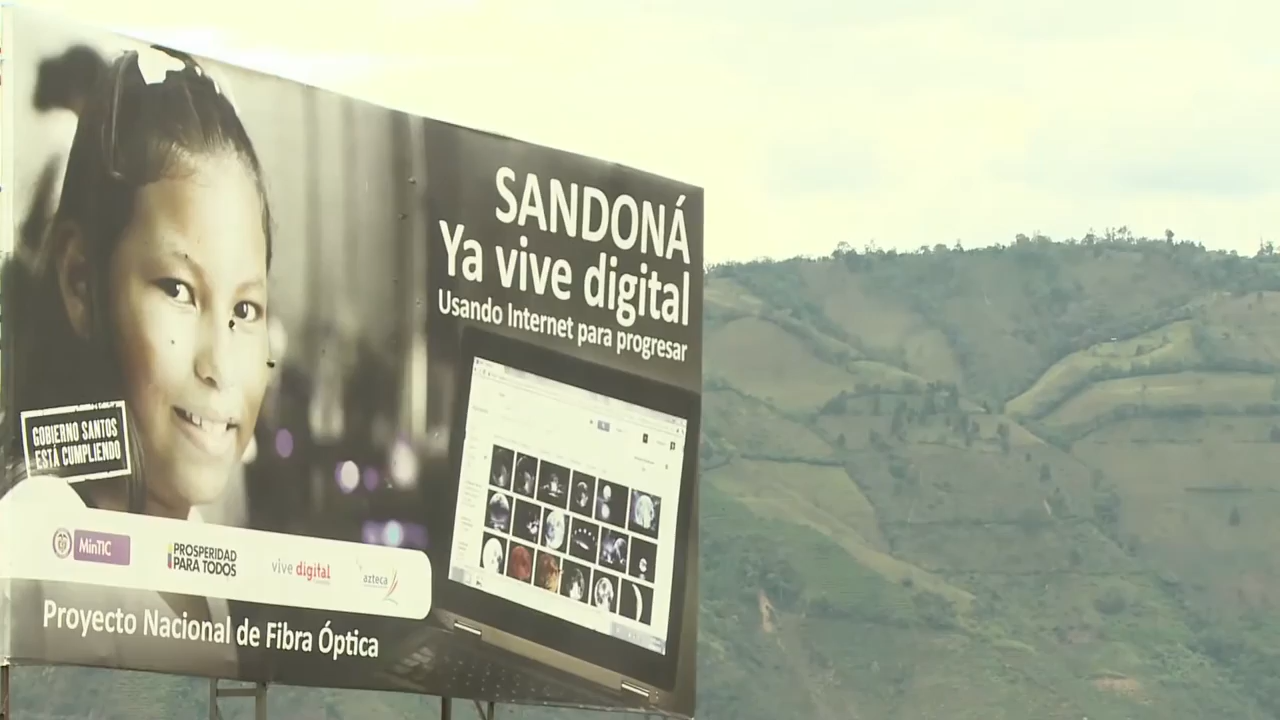 SANDONÁ
Ya vive digital
Usando Internet para progresar
GOBIERNO SANTOS
ESTÁ CUMPLIENDO
MinTIC
PROSPERIDAD
PARA TODOS
vive digital
azteca
Proyecto Nacional de Fibra Óptica